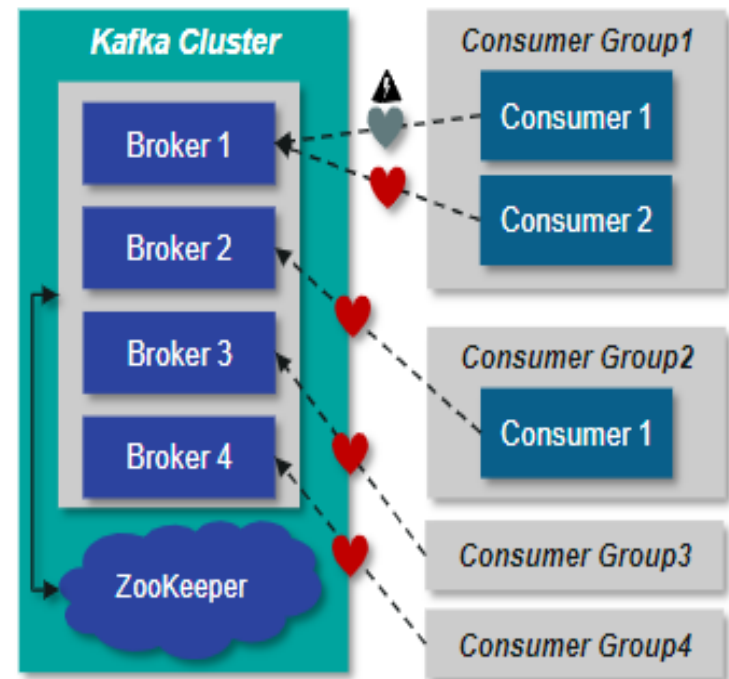 Kafka Cluster
Broker 1
Broker 2
Broker 3
Broker 4
ZooKeeper
Consumer Group1
Consumer 1
Consumer 2
Consumer Group2
Consumer 1
Consumer Group3
Consumer Group4